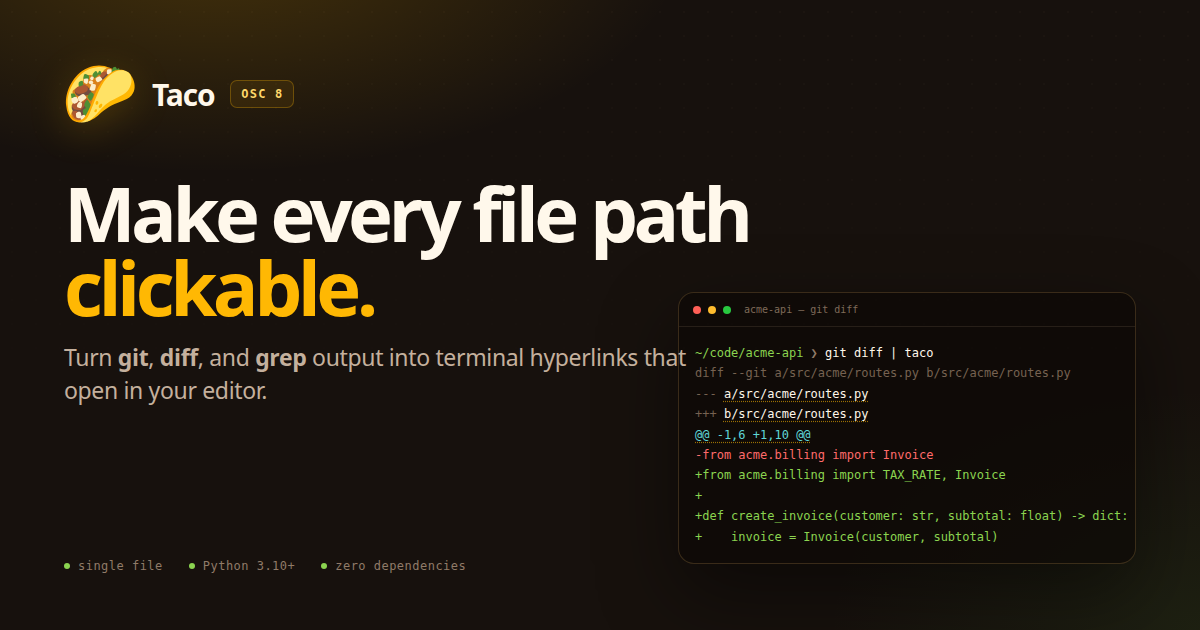 Taco
OSC 8
Make every file path
clickable.
Turn git, diff, and grep output into terminal hyperlinks that
open in your editor.
acme-api — git diff
~/code/acme-api ❯ git diff | taco
diff --git a/src/acme/routes.py b/src/acme/routes.py
--- a/src/acme/routes.py
+++ b/src/acme/routes.py
@@ -1,6 +1,10 @@
-from acme.billing import Invoice
+from acme.billing import TAX_RATE, Invoice
+
+def create_invoice(customer: str, subtotal: float) -> dict:
+    invoice = Invoice(customer, subtotal)
single file
Python 3.10+
zero dependencies